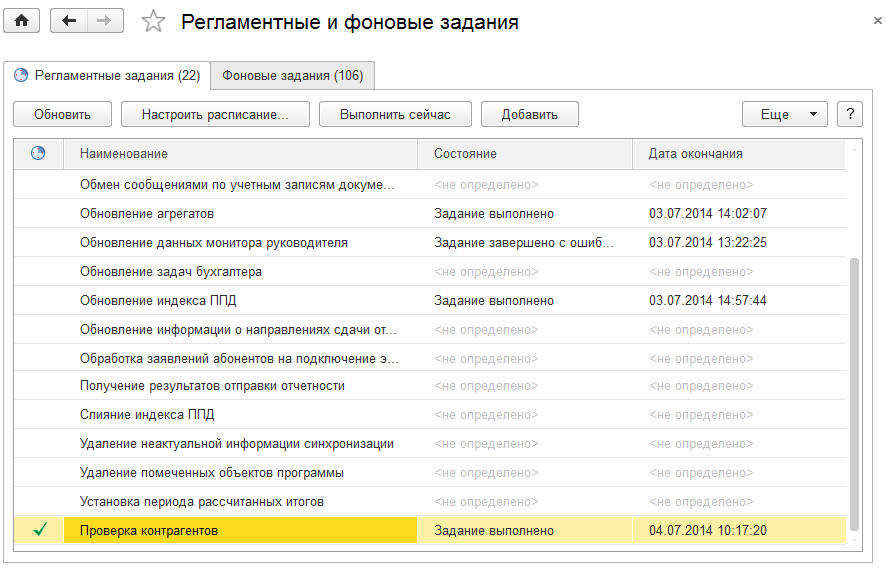 Регламентные и фоновые задания
Регламентные задания (22) Фоновые задания (106)
Обновить Настроить расписание... Выполнить сейчас Добавить Еще ?
Наименование Состояние Дата окончания
Обмен сообщениями по учетным записям докуме... <не определено> <не определено>
Обновление агрегатов Задание выполнено 03.07.2014 14:02:07
Обновление данных монитора руководителя Задание завершено с ошиб... 03.07.2014 13:22:25
Обновление задач бухгалтера <не определено> <не определено>
Обновление индекса ППД Задание выполнено 03.07.2014 14:57:44
Обновление информации о направлениях сдачи от... <не определено> <не определено>
Обработка заявлений абонентов на подключение э... <не определено> <не определено>
Получение результатов отправки отчетности <не определено> <не определено>
Слияние индекса ППД <не определено> <не определено>
Удаление неактуальной информации синхронизации <не определено> <не определено>
Удаление помеченных объектов программы <не определено> <не определено>
Установка периода рассчитанных итогов <не определено> <не определено>
Проверка контрагентов Задание выполнено 04.07.2014 10:17:20